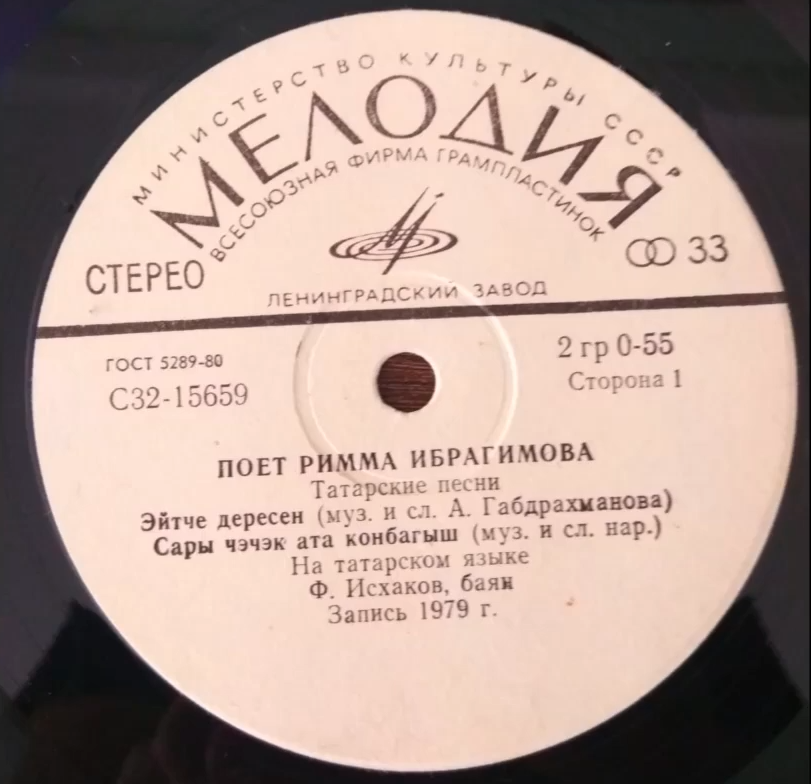 МИНИСТЕРСТВО КУЛЬТУРЫ СССР
МЕЛОДИЯ
ВСЕСОЮЗНАЯ ФИРМА ГРАМПЛАСТИНОК
СТЕРЕО
33
ЛЕНИНГРАДСКИЙ ЗАВОД
ГОСТ 5289-80
2 гр 0-55
С32-15659
Сторона 1
ПОЕТ РИММА ИБРАГИМОВА
Татарские песни
Эйтче дересен (муз. и сл. А. Габдрахманова)
Сары чэчэк ата конбагыш (муз. и сл. нар.)
На татарском языке
Ф. Исхаков, баян
Запись 1979 г.